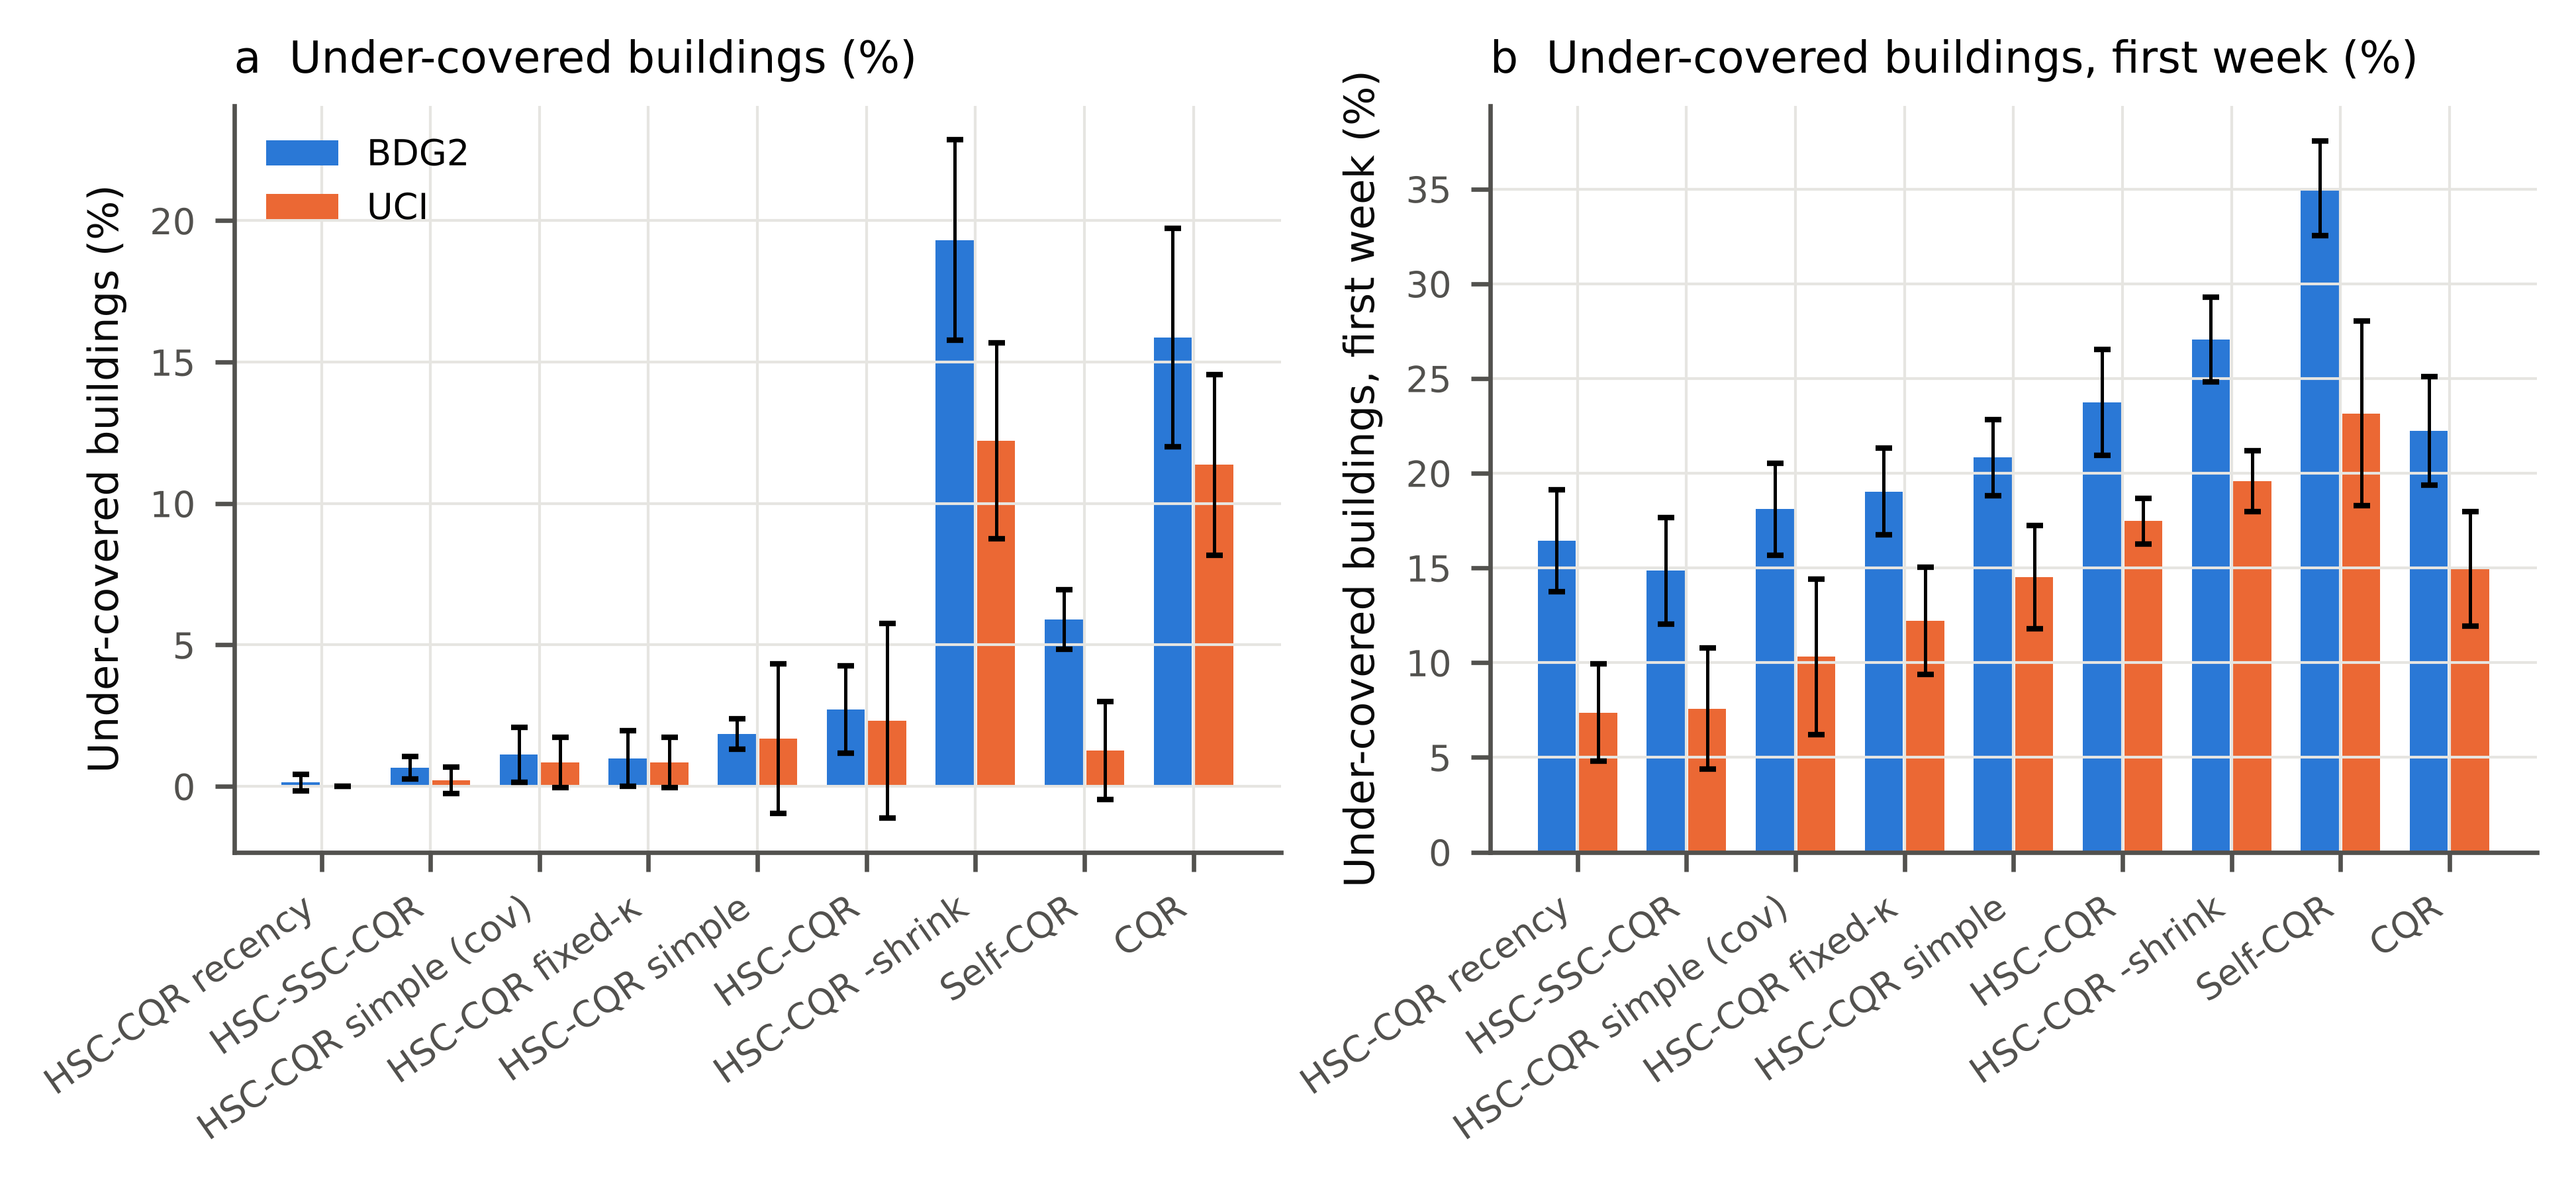 a Under-covered buildings (%)
Under-covered buildings (%)
20
15
10
5
0
BDG2
UCI
HSC-CQR recency
HSC-SSC-CQR
HSC-CQR simple (cov)
HSC-CQR fixed-κ
HSC-CQR simple
HSC-CQR
HSC-CQR -shrink
Self-CQR
CQR
b Under-covered buildings, first week (%)
Under-covered buildings, first week (%)
35
30
25
20
15
10
5
0
HSC-CQR recency
HSC-SSC-CQR
HSC-CQR simple (cov)
HSC-CQR fixed-κ
HSC-CQR simple
HSC-CQR
HSC-CQR -shrink
Self-CQR
CQR